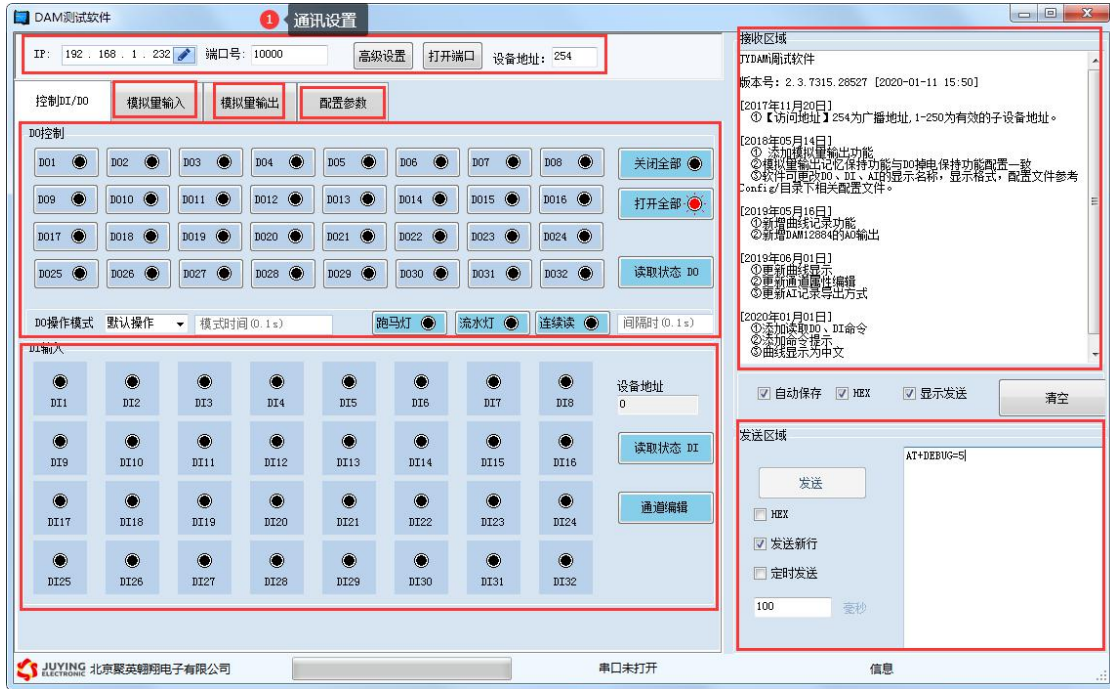 DAM测试软件
1 通讯设置
IP: 192 . 168 . 1 . 232 端口号: 10000 高级设置 打开端口 设备地址: 254
控制DI/DO 模拟量输入 模拟量输出 配置参数
DO控制
DO1 DO2 DO3 DO4 DO5 DO6 DO7 DO8 关闭全部
DO9 DO10 DO11 DO12 DO13 DO14 DO15 DO16 打开全部
DO17 DO18 DO19 DO20 DO21 DO22 DO23 DO24
DO25 DO26 DO27 DO28 DO29 DO30 DO31 DO32 读取状态 DO
DO操作模式 默认操作 模式时间(0.1s) 跑马灯 流水灯 连续读 间隔时(0.1s)
DI输入
DI1 DI2 DI3 DI4 DI5 DI6 DI7 DI8
设备地址
0
DI9 DI10 DI11 DI12 DI13 DI14 DI15 DI16
读取状态 DI
DI17 DI18 DI19 DI20 DI21 DI22 DI23 DI24
通道编辑
DI25 DI26 DI27 DI28 DI29 DI30 DI31 DI32
接收区域
JYDAM调试软件
版本号: 2.3.7315.28527 [2020-01-11 15:50]
[2017年11月20日]
①【访问地址】254为广播地址,1-250为有效的子设备地址。
[2018年05月14日]
① 添加模拟量输出功能
②模拟量输出记忆保持功能与DO掉电保持功能配置一致
③软件可更改DO、DI、AI的显示名称，显示格式，配置文件参考
Config/目录下相关配置文件。
[2019年05月16日]
①新增曲线记录功能
②新增DAM12884的AO输出
[2019年06月01日]
①更新曲线显示
②更新通道属性编辑
③更新AI记录导出方式
[2020年01月01日]
①添加读取DO、DI命令
②添加命令提示
③曲线显示为中文
自动保存 HEX 显示发送 清空
发送区域
AT+DEBUG=5
发送
HEX
发送新行
定时发送
100 毫秒
JUYING ELECTRONIC 北京聚英翱翔电子有限公司 串口未打开 信息